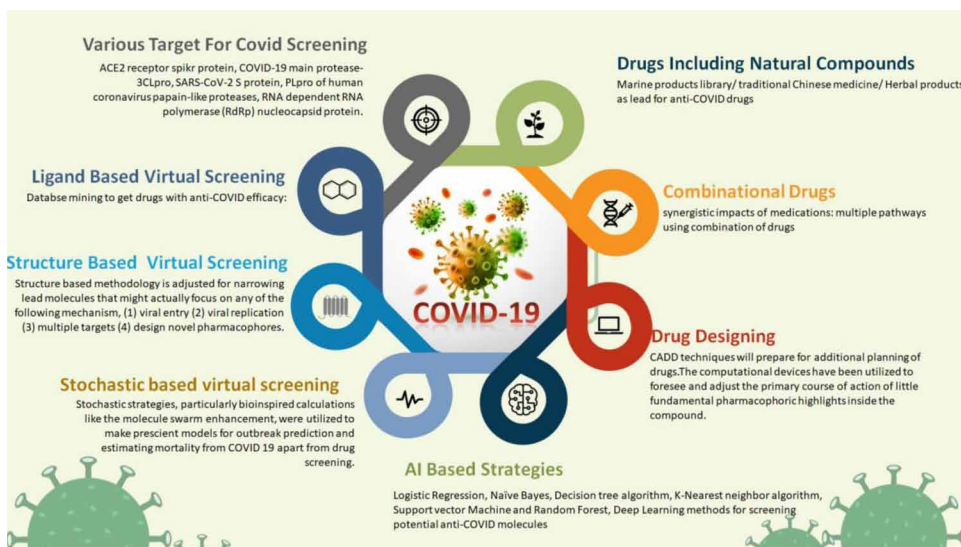 Various Target For Covid Screening
ACE2 receptor spikr protein, COVID-19 main protease-
3CLpro, SARS-CoV-2 S protein, PLpro of human
coronavirus papain-like proteases, RNA dependent RNA
polymerase (RdRp) nucleocapsid protein.
Ligand Based Virtual Screening
Databse mining to get drugs with anti-COVID efficacy:
Structure Based Virtual Screening
Structure based methodology is adjusted for narrowing
lead molecules that might actually focus on any of the
following mechanism, (1) viral entry (2) viral replication
(3) multiple targets (4) design novel pharmacophores.
Stochastic based virtual screening
Stochastic strategies, particularly bioinspired calculations
like the molecule swarm enhancement, were utilized to
make prescient models for outbreak prediction and
estimating mortality from COVID 19 apart from drug
screening.
COVID-19
Drugs Including Natural Compounds
Marine products library/ traditional Chinese medicine/ Herbal products
as lead for anti-COVID drugs
Combinational Drugs
synergistic impacts of medications: multiple pathways
using combination of drugs
Drug Designing
CADD techniques will prepare for additional planning of
drugs.The computational devices have been utilized to
foresee and adjust the primary course of action of little
fundamental pharmacophoric highlights inside the
compound.
AI Based Strategies
Logistic Regression, Naïve Bayes, Decision tree algorithm, K-Nearest neighbor algorithm,
Support vector Machine and Random Forest, Deep Learning methods for screening
potential anti-COVID molecules